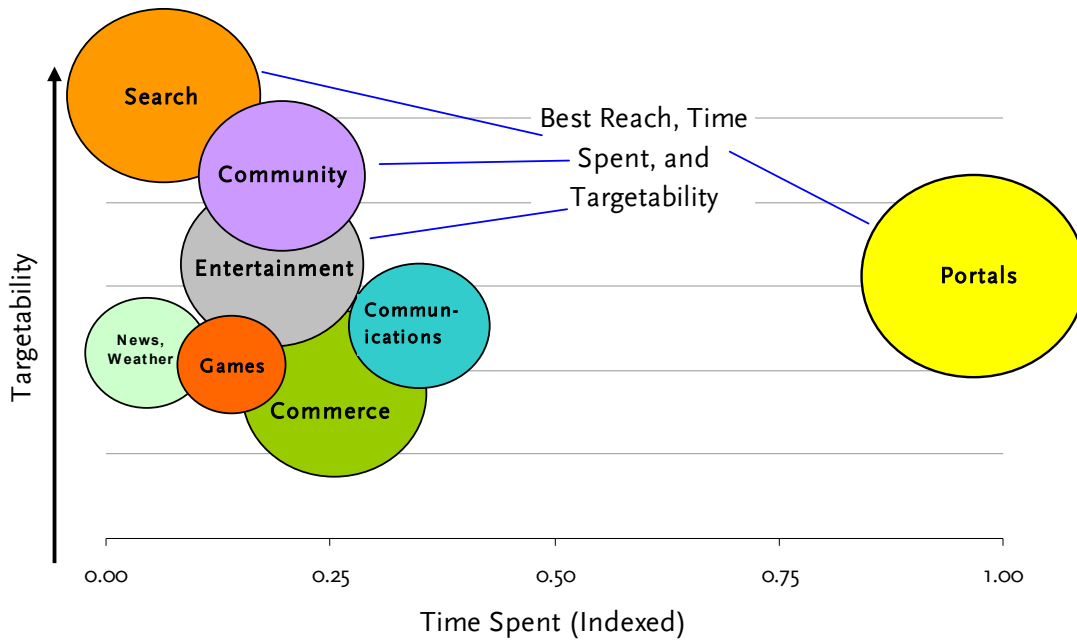 Search
Best Reach, Time
Spent, and
Targetability
Community
Entertainment
Portals
Commun-
ications
News,
Weather
Games
Commerce
Targetability
0.00
0.25
0.50
0.75
1.00
Time Spent (Indexed)